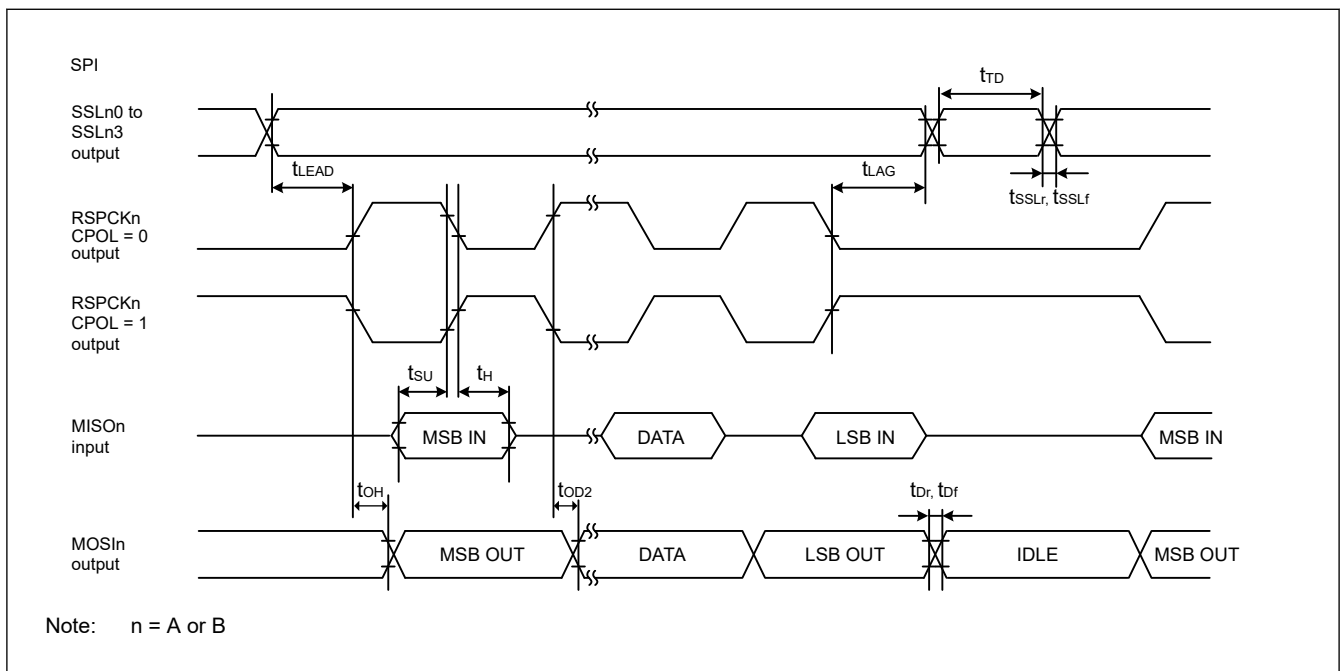 SPI
tTD
SSLn0 to
SSLn3
output
tLEAD
tLAG
tSSLr, tSSLf
RSPCKn
CPOL = 0
output
RSPCKn
CPOL = 1
output
tSU
tH
MISOn
input
MSB IN
DATA
LSB IN
MSB IN
tOH
tOD2
tDr, tDf
MOSIn
output
MSB OUT
DATA
LSB OUT
IDLE
MSB OUT
Note: n = A or B